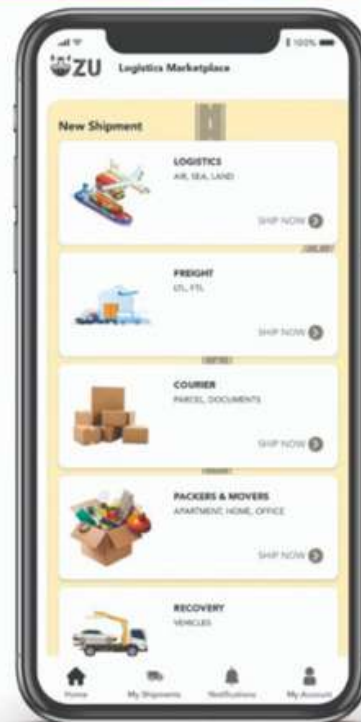 100%
ZU Logistics Marketplace
New Shipment
LOGISTICS
AIR, SEA, LAND
SHIP NOW
FREIGHT
LTL, FTL
SHIP NOW
COURIER
PARCEL, DOCUMENTS
SHIP NOW
PACKERS & MOVERS
APARTMENT, HOME, OFFICE
SHIP NOW
RECOVERY
VEHICLES
Home My Shipments Notifications My Account